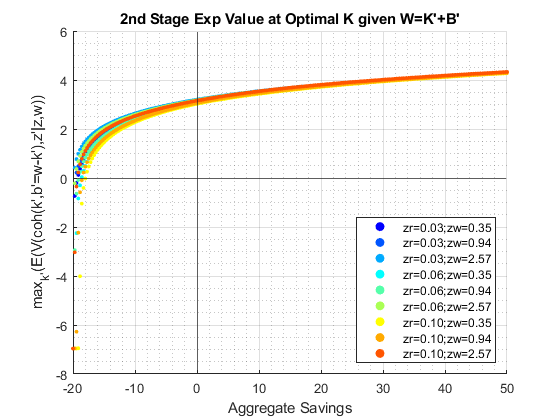 2nd Stage Exp Value at Optimal K given W=K'+B'
6
4
2
0
-2
-4
-6
-8
max_k'(E(V(coh(k',b'=w-k'),z'|z,w))
-20
-10
0
10
20
30
40
50
Aggregate Savings
zr=0.03;zw=0.35
zr=0.03;zw=0.94
zr=0.03;zw=2.57
zr=0.06;zw=0.35
zr=0.06;zw=0.94
zr=0.06;zw=2.57
zr=0.10;zw=0.35
zr=0.10;zw=0.94
zr=0.10;zw=2.57